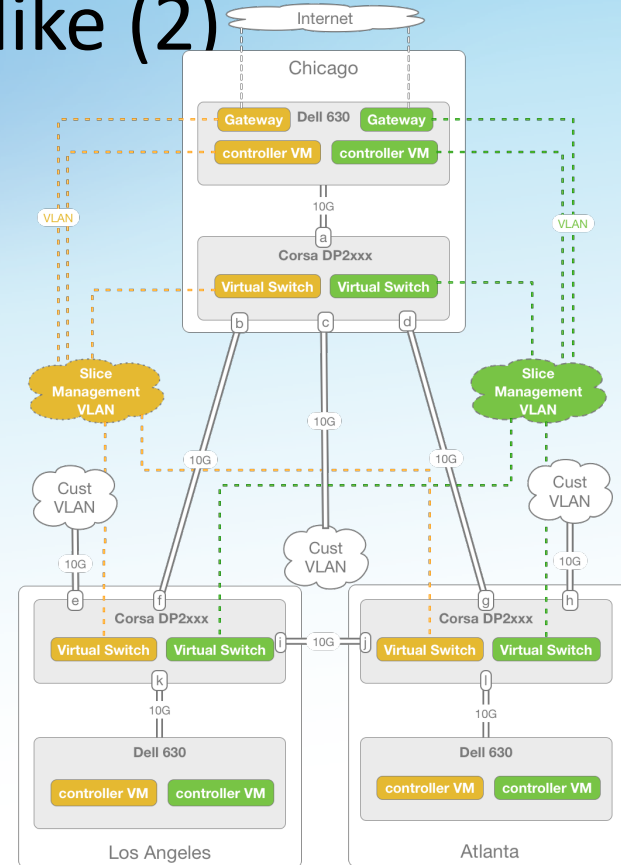 like (2)
Internet
Chicago
Dell 630
Gateway
Gateway
controller VM
controller VM
VLAN
VLAN
10G
a
Corsa DP2xxx
Virtual Switch
Virtual Switch
b
c
d
Slice
Management
VLAN
Slice
Management
VLAN
10G
10G
10G
Cust
VLAN
Cust
VLAN
Cust
VLAN
10G
10G
e
f
g
h
Corsa DP2xxx
Corsa DP2xxx
Virtual Switch
Virtual Switch
i
10G
j
Virtual Switch
Virtual Switch
k
l
10G
10G
Dell 630
Dell 630
controller VM
controller VM
controller VM
controller VM
Los Angeles
Atlanta